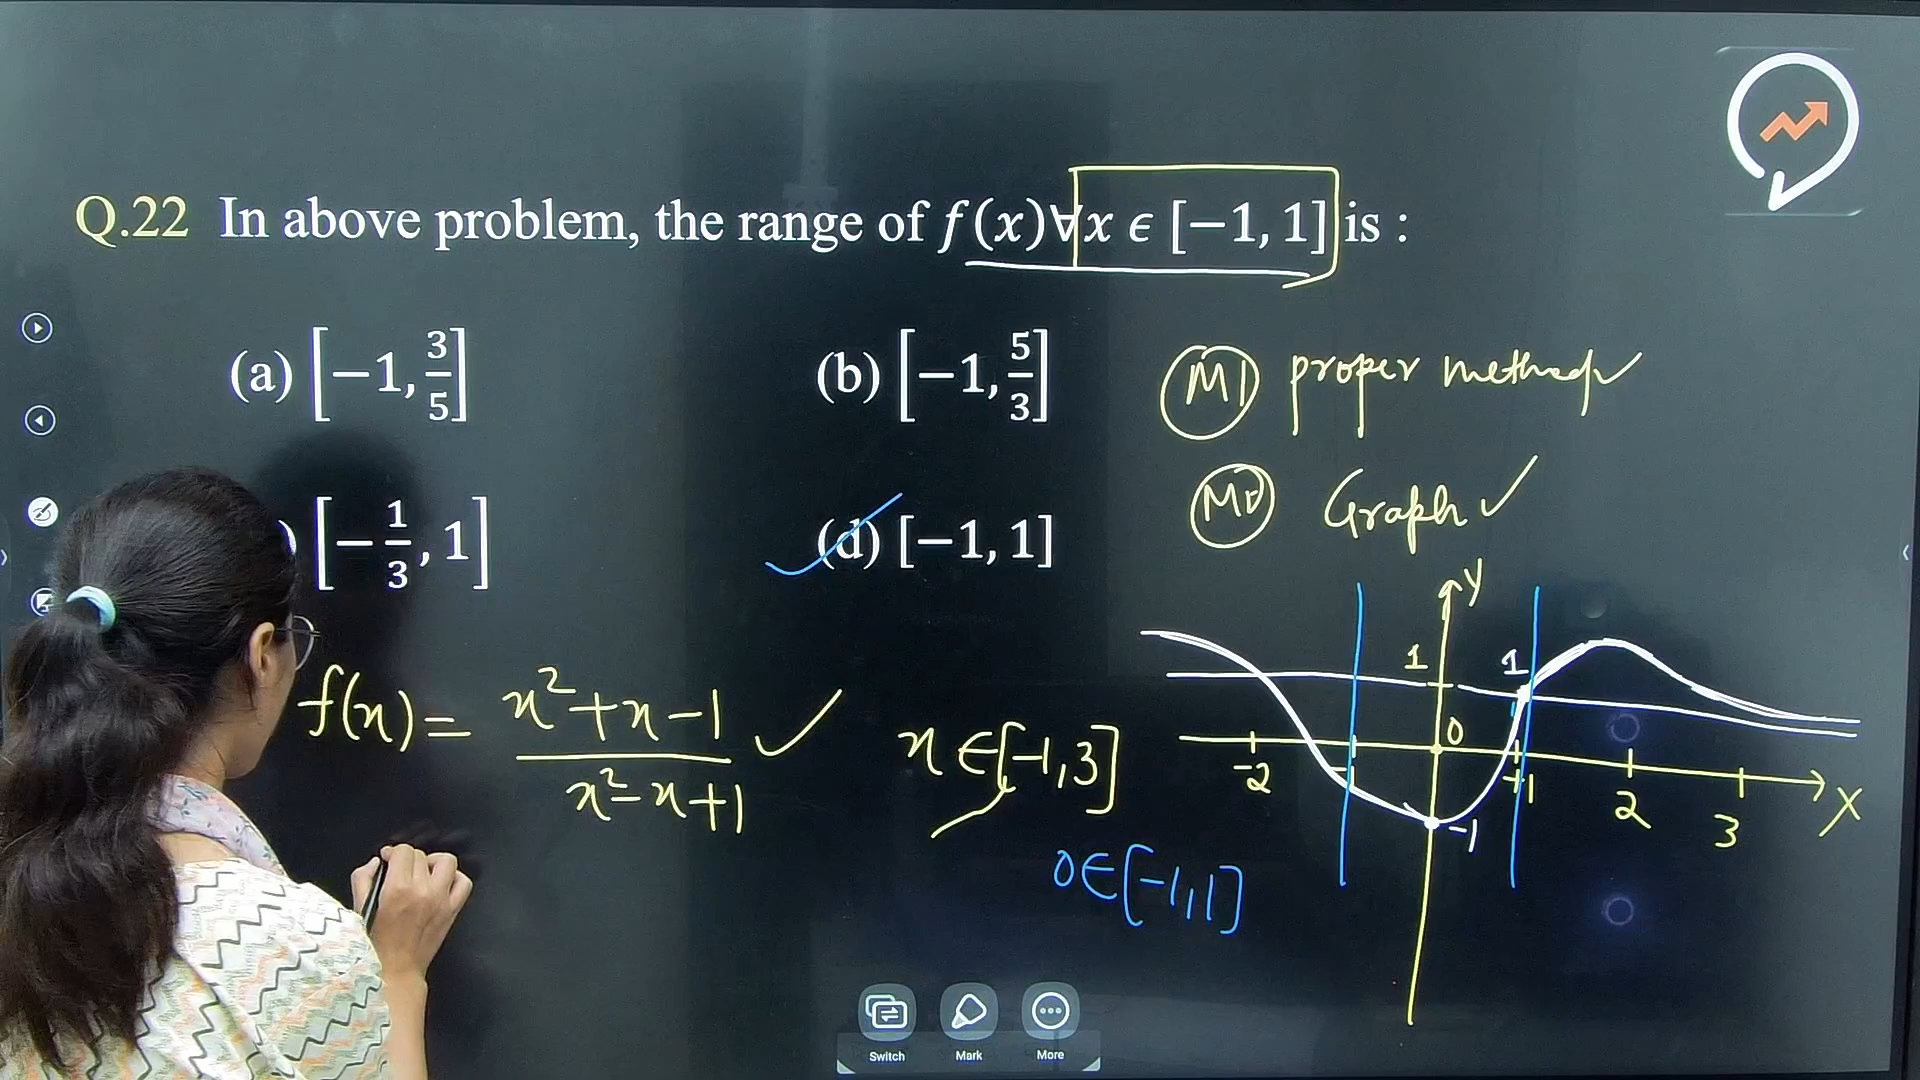 Q.22 In above problem, the range of f(x)∀x ϵ [−1, 1] is :
(a) [−1, 3/5]
(b) [−1, 5/3]
) [−1/3, 1]
(d) [−1, 1]
M1 proper method
Graph
f(x) = x²+x−1 / x²−x+1
x ∈ [−1,3]
0 ∈ [−1,1]
Y
1
1
0
-2
-1
2
3
X
-1
Switch
Mark
More